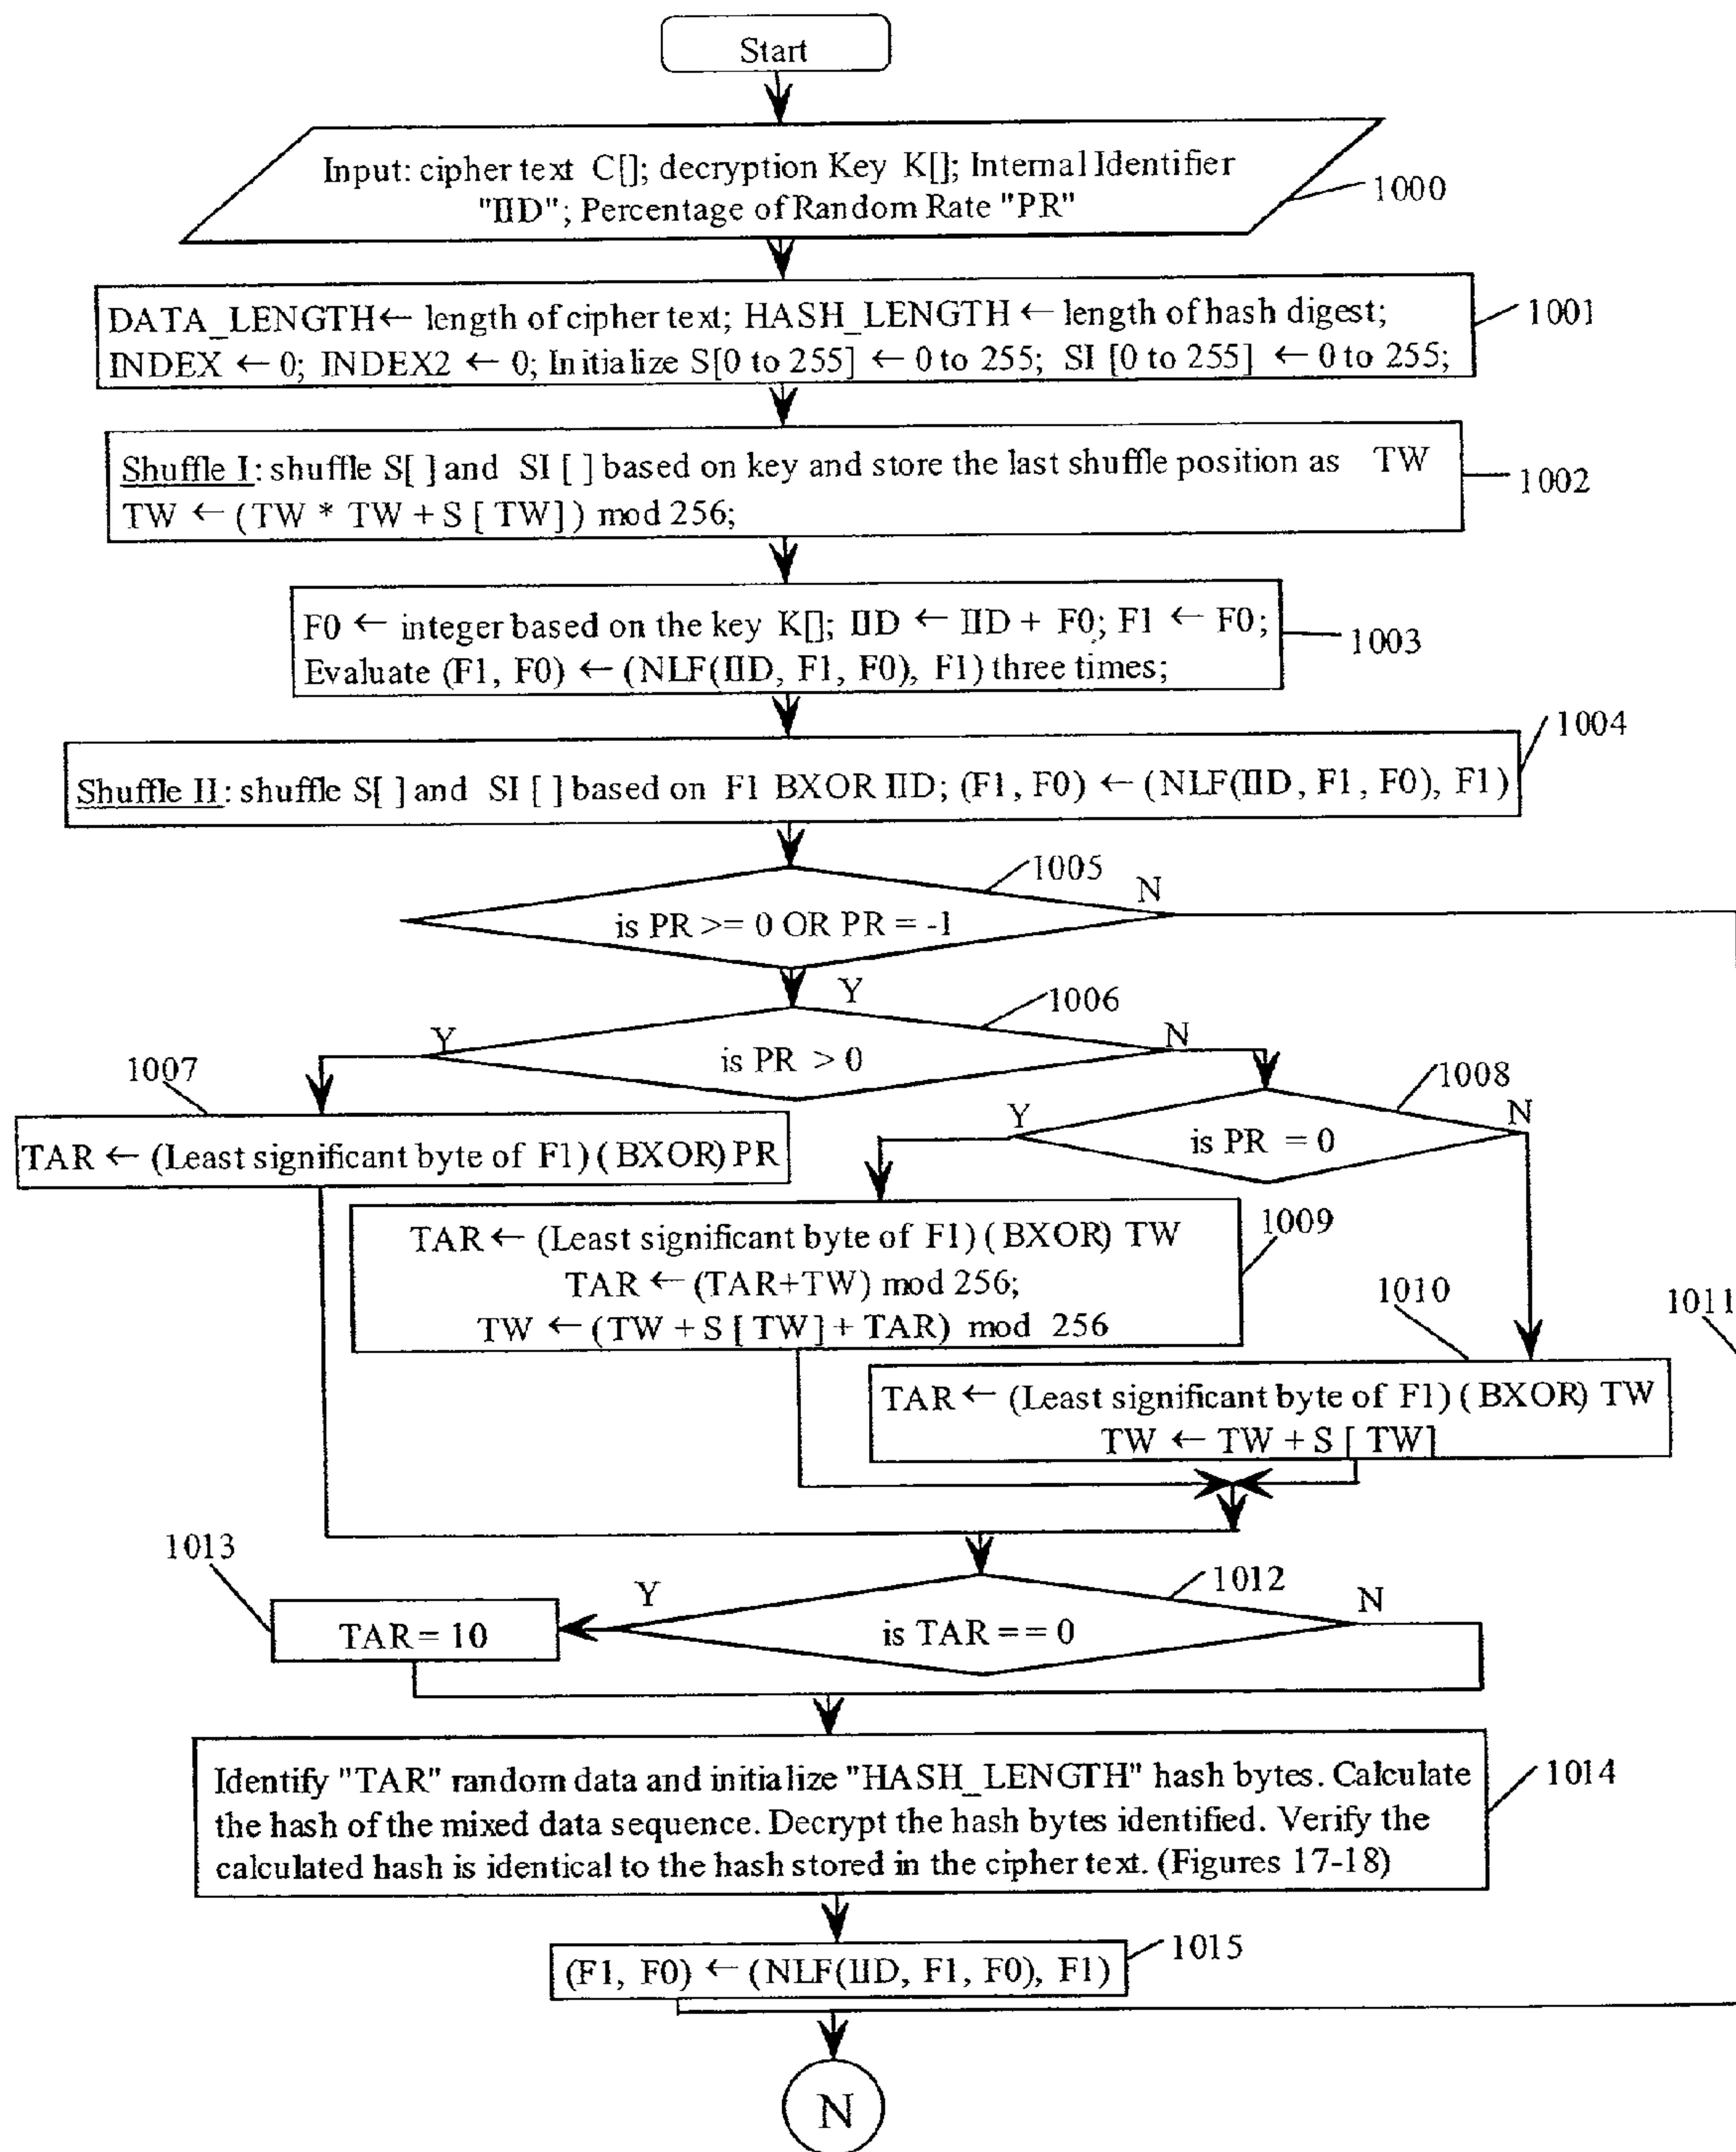 Start
Input: cipher text C[]; decryption Key K[]; Internal Identifier
"IID"; Percentage of Random Rate "PR"
1000
DATA_LENGTH← length of cipher text; HASH_LENGTH ← length of hash digest;
INDEX ← 0; INDEX2 ← 0; Initialize S[0 to 255] ← 0 to 255; SI [0 to 255] ← 0 to 255;
1001
Shuffle I: shuffle S[ ] and SI [ ] based on key and store the last shuffle position as TW
TW ← (TW * TW + S [ TW]) mod 256;
1002
F0 ← integer based on the key K[]; IID ← IID + F0; F1 ← F0;
Evaluate (F1, F0) ← (NLF(IID, F1, F0), F1) three times;
1003
1004
Shuffle II: shuffle S[ ] and SI [ ] based on F1 BXOR IID; (F1, F0) ← (NLF(IID, F1, F0), F1)
1005
N
is PR >= 0 OR PR = -1
Y
1006
Y
N
is PR > 0
1007
1008
TAR ← (Least significant byte of F1) (BXOR) PR
Y
N
is PR = 0
TAR ← (Least significant byte of F1) (BXOR) TW
TAR ← (TAR+TW) mod 256;
TW ← (TW + S [ TW] + TAR) mod 256
1009
1010
1011
TAR ← (Least significant byte of F1) (BXOR) TW
TW ← TW + S [ TW]
1013
Y
1012
N
TAR = 10
is TAR == 0
Identify "TAR" random data and initialize "HASH_LENGTH" hash bytes. Calculate
the hash of the mixed data sequence. Decrypt the hash bytes identified. Verify the
calculated hash is identical to the hash stored in the cipher text. (Figures 17-18)
1014
(F1, F0) ← (NLF(IID, F1, F0), F1)
1015
N